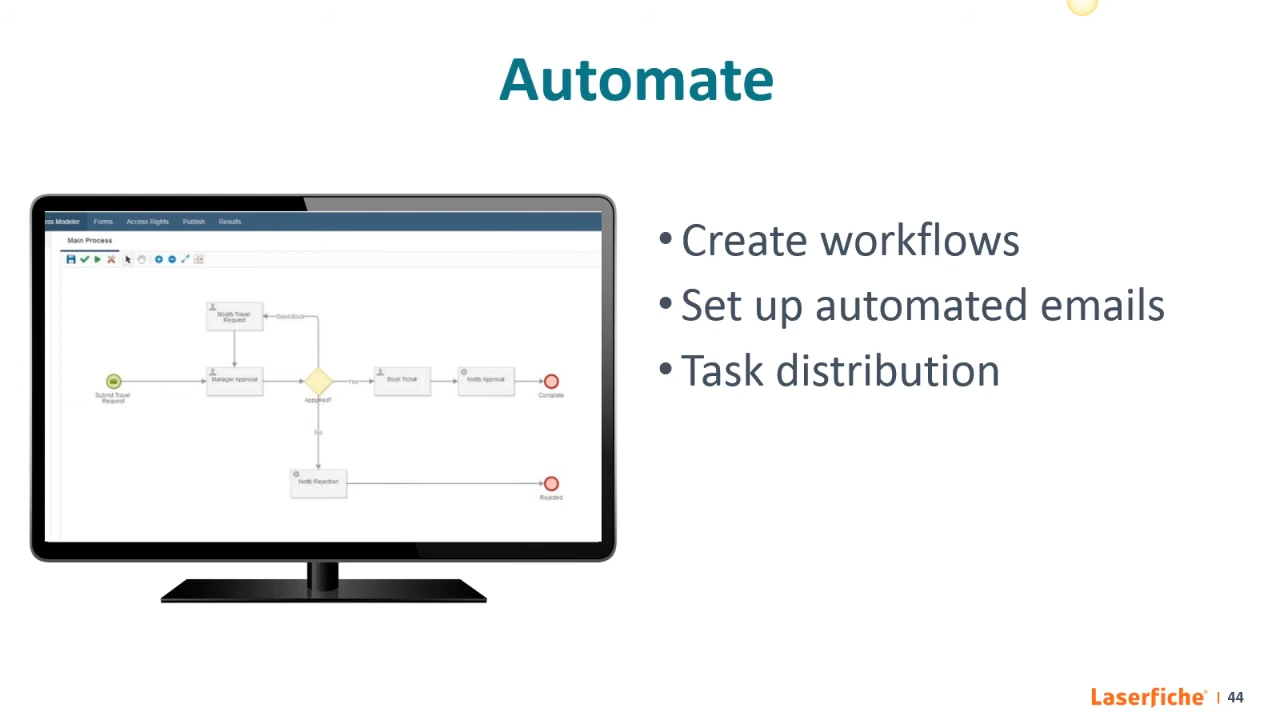 Automate
ess Modeler Forms Access Rights Publish Results
Main Process
Modify Travel
Request
Send Back
Submit Travel
Request
Manager Approval
Approved?
Yes
Book Ticket
Notify Approval
Complete
No
Notify Rejection
Rejected
• Create workflows
• Set up automated emails
• Task distribution
Laserfiche® | 44